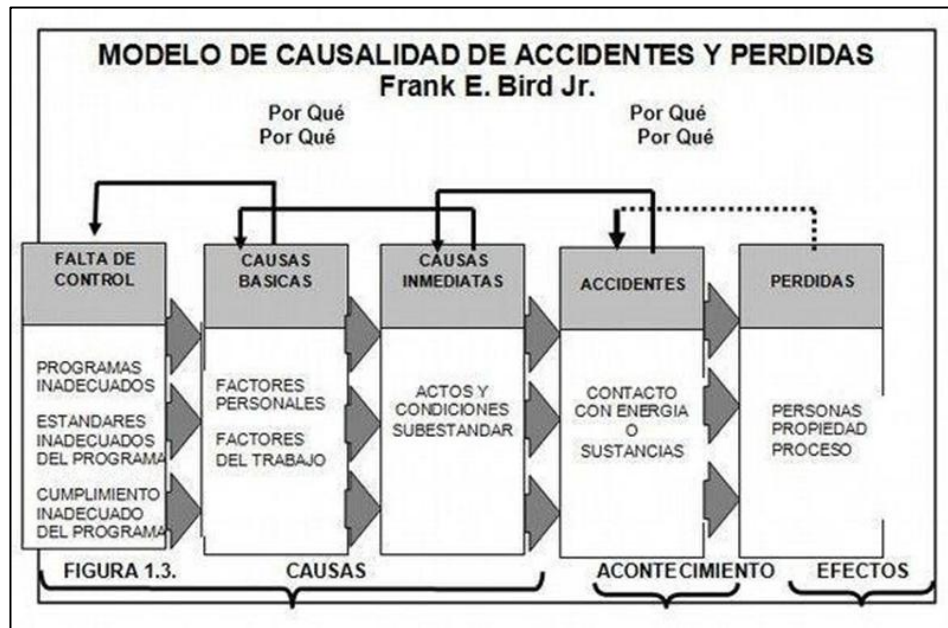 MODELO DE CAUSALIDAD DE ACCIDENTES Y PERDIDAS
Frank E. Bird Jr.
Por Qué
Por Qué
Por Qué
Por Qué
FALTA DE
CONTROL
PROGRAMAS
INADECUADOS
ESTANDARES
INADECUADOS
DEL PROGRAMA
CUMPLIMIENTO
INADECUADO
DEL PROGRAMA
CAUSAS
BASICAS
FACTORES
PERSONALES
FACTORES
DEL TRABAJO
CAUSAS
INMEDIATAS
ACTOS Y
CONDICIONES
SUBESTANDAR
ACCIDENTES
CONTACTO
CON ENERGIA
O
SUSTANCIAS
PERDIDAS
PERSONAS
PROPIEDAD
PROCESO
FIGURA 1.3.
CAUSAS
ACONTECIMIENTO
EFECTOS